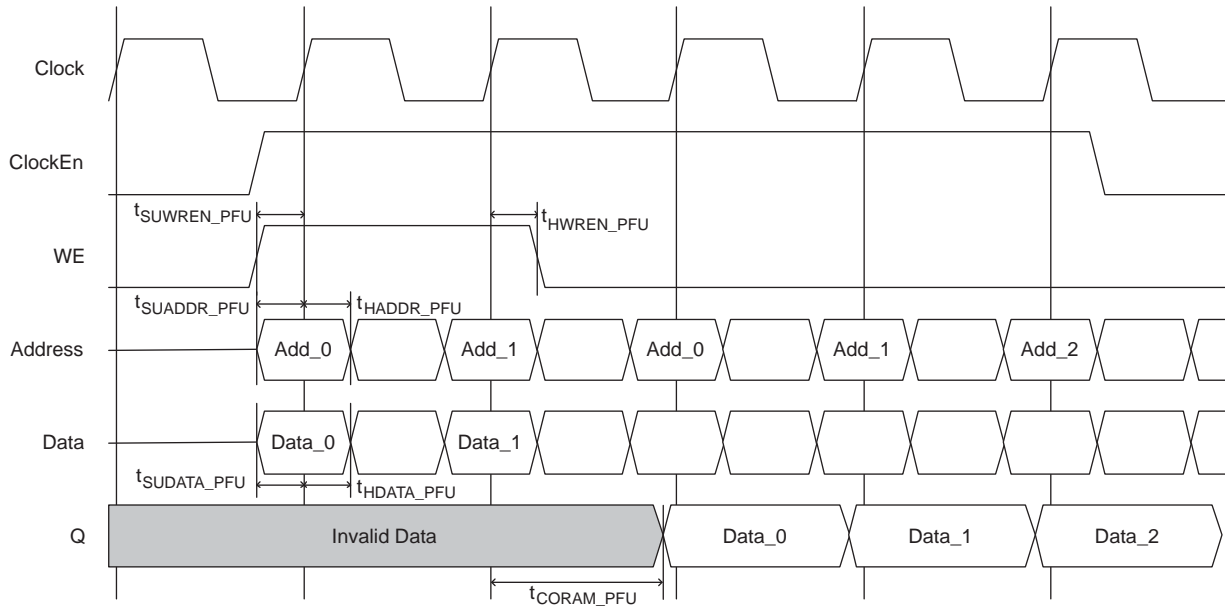 Clock
ClockEn
tSUWREN_PFU
tHWREN_PFU
WE
tSUADDR_PFU
tHADDR_PFU
Address
Add_0
Add_1
Add_0
Add_1
Add_2
Data
Data_0
Data_1
tSUDATA_PFU
tHDATA_PFU
Q
Invalid Data
Data_0
Data_1
Data_2
tCORAM_PFU